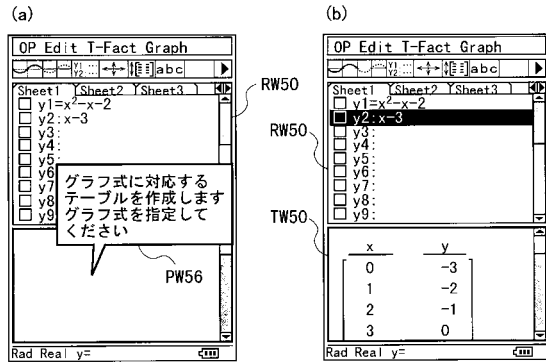 (a)
OP Edit T-Fact Graph
Y1
Y2
abc
Sheet1 Sheet2 Sheet3
y1=x²-x-2
y2:x-3
y3:
y4:
y5:
y6
y7
y8
y9
グラフ式に対応する
テーブルを作成します
グラフ式を指定して
ください
Rad Real y=
RW50
PW56
(b)
OP Edit T-Fact Graph
Y1
Y2
abc
Sheet1 Sheet2 Sheet3
y1=x²-x-2
y2:x-3
y3:
y4:
y5:
y6:
y7:
y8:
y9:
x y
0 -3
1 -2
2 -1
3 0
Rad Real y=
RW50
TW50